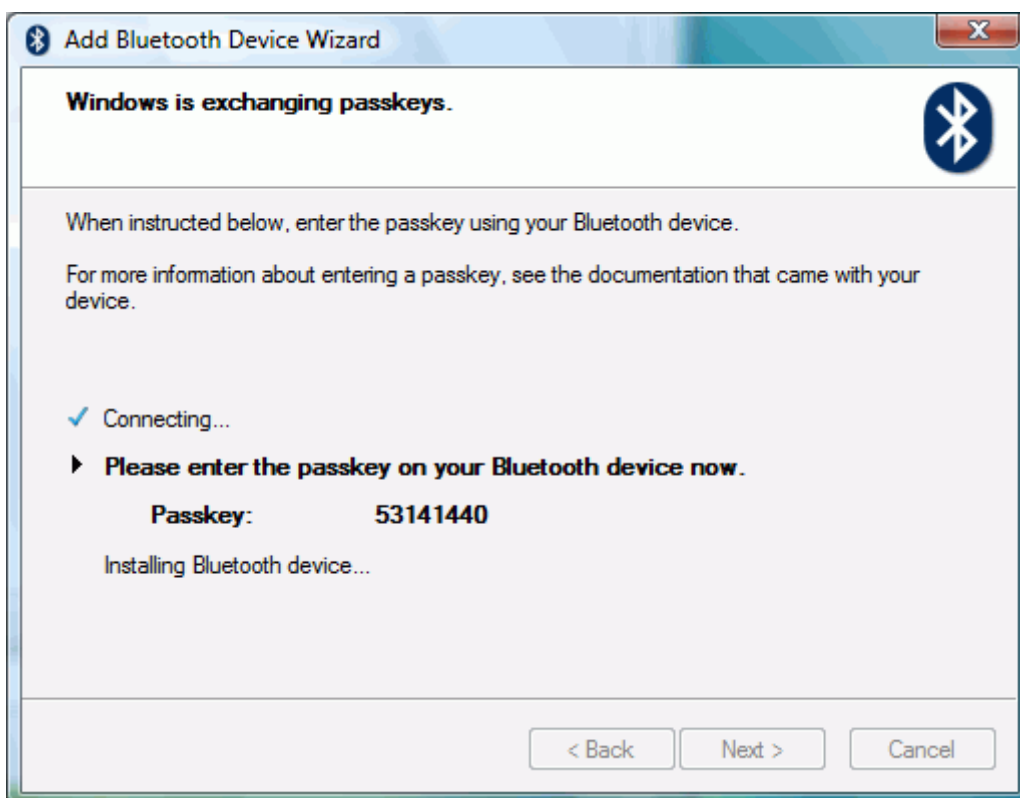 Add Bluetooth Device Wizard
Windows is exchanging passkeys.
When instructed below, enter the passkey using your Bluetooth device.
For more information about entering a passkey, see the documentation that came with your
device.
Connecting...
Please enter the passkey on your Bluetooth device now.
Passkey: 53141440
Installing Bluetooth device...
< Back Next > Cancel